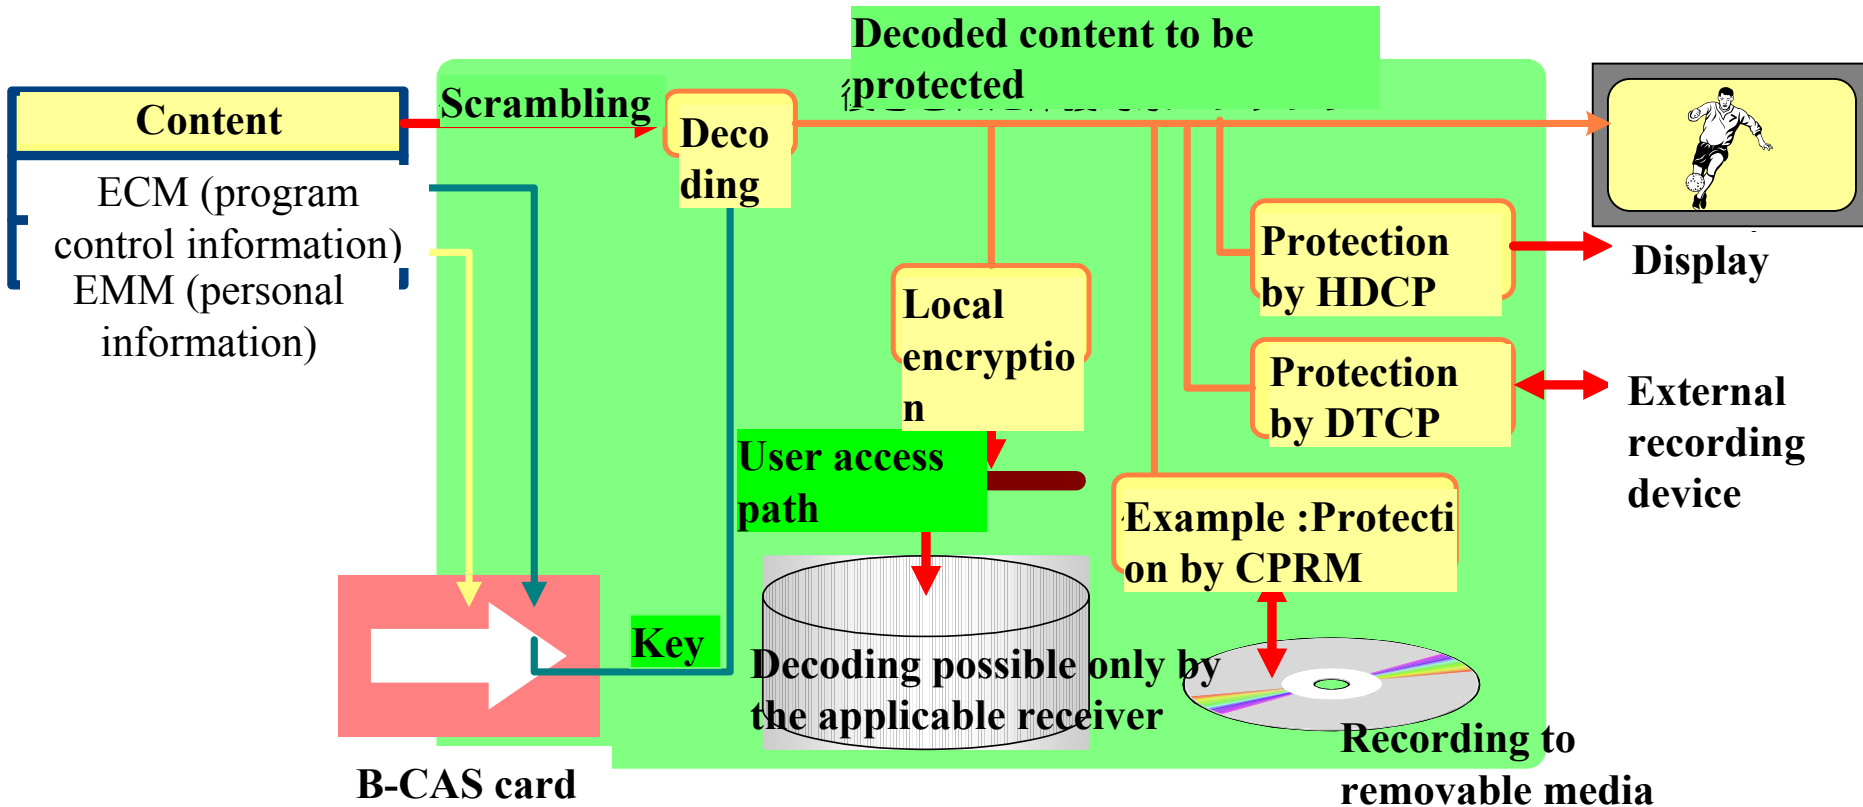 Decoded content to be
protected
Content
Scrambling
Deco
ding
ECM (program
control information)
EMM (personal
information)
Protection
by HDCP
Display
Local
encryptio
n
Protection
by DTCP
External
recording
device
User access
path
Example :Protecti
on by CPRM
Key
Decoding possible only by
the applicable receiver
Recording to
removable media
B-CAS card